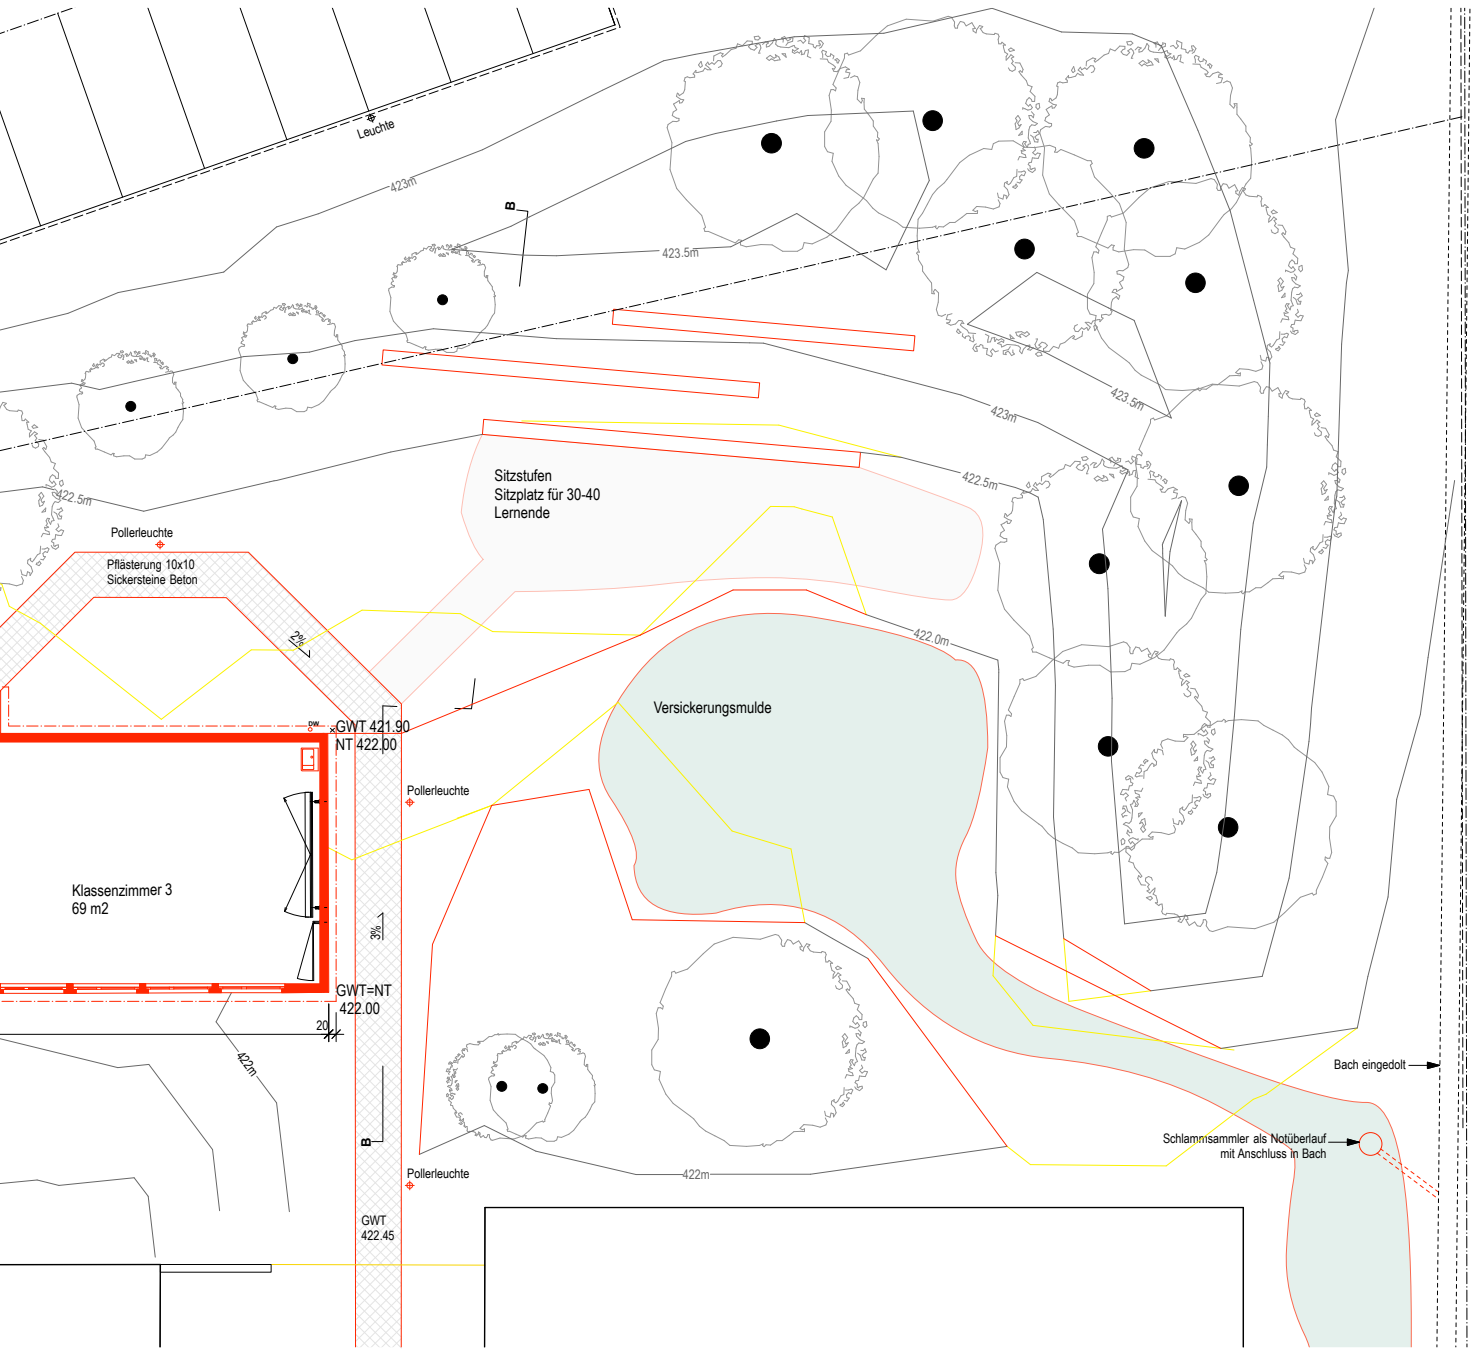 Leuchte
423m
B
423.5m
423.5m
423m
Sitzstufen
Sitzplatz für 30-40
Lernende
422.5m
422.5m
Pollerleuchte
Pflästerung 10x10
Sickersteine Beton
2%
422.0m
Versickerungsmulde
DW
GWT 421.90
NT 422.00
Pollerleuchte
Klassenzimmer 3
69 m2
3%
GWT=NT
422.00
20
422m
Bach eingedolt
B
Schlammsammler als Notüberlauf
mit Anschluss in Bach
Pollerleuchte
422m
GWT
422.45